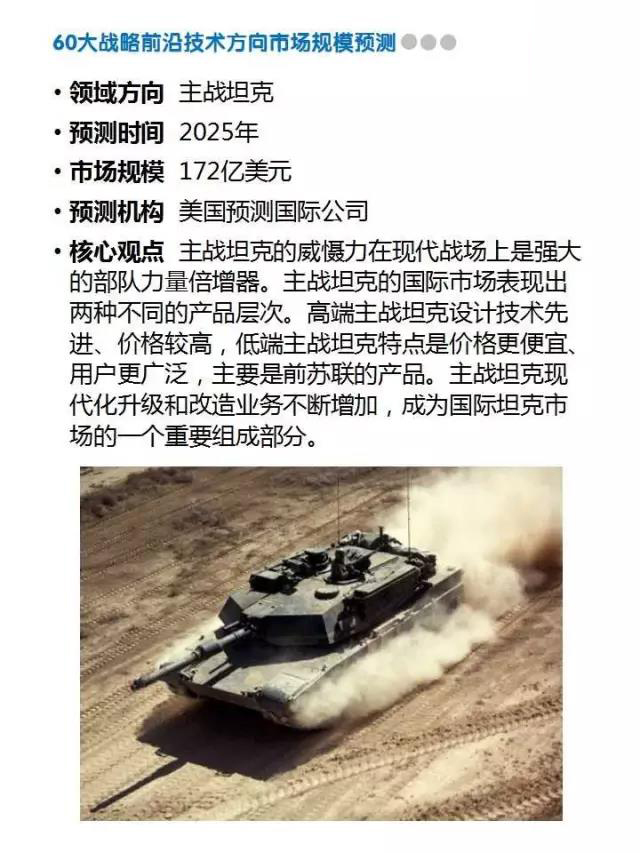 60大战略前沿技术方向市场规模预测
• 领域方向 主战坦克
• 预测时间 2025年
• 市场规模 172亿美元
• 预测机构 美国预测国际公司
• 核心观点 主战坦克的威慑力在现代战场上是强大
的部队力量倍增器。主战坦克的国际市场表现出
两种不同的产品层次。高端主战坦克设计技术先
进、价格较高，低端主战坦克特点是价格更便宜、
用户更广泛，主要是前苏联的产品。主战坦克现
代化升级和改造业务不断增加，成为国际坦克市
场的一个重要组成部分。